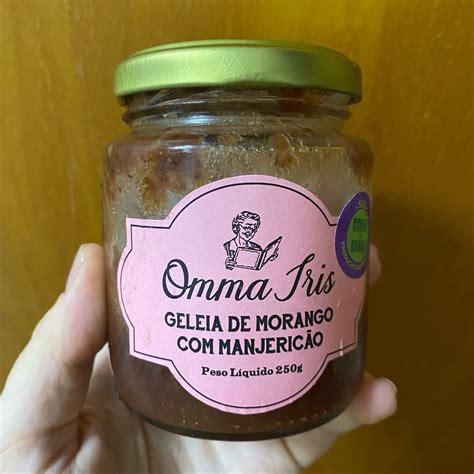 Omma Iris
GELEIA DE MORANGO
COM MANJERICÃO
Peso Líquido 250g